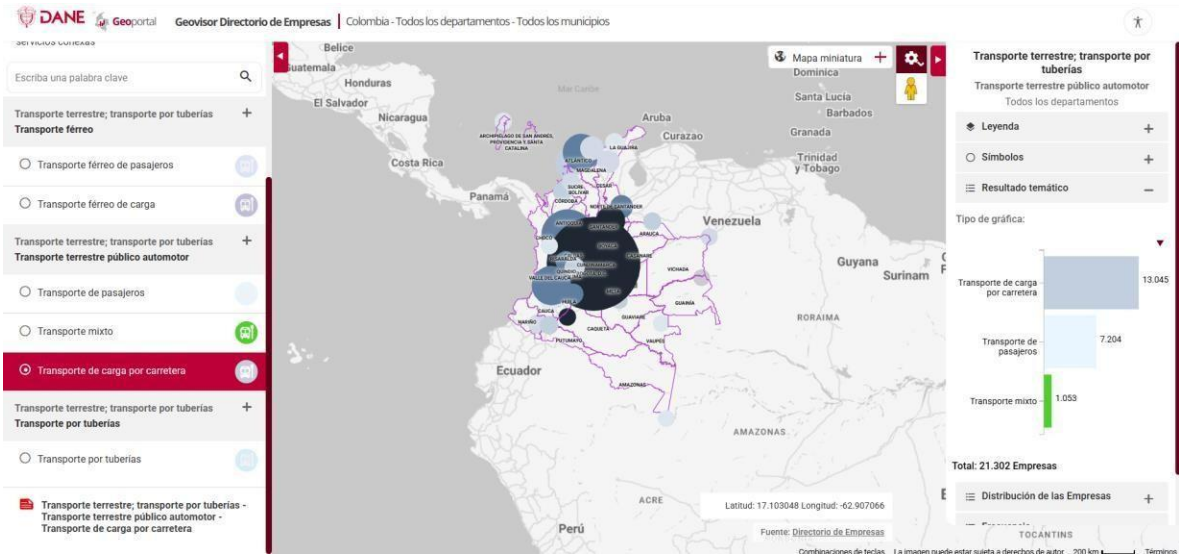 DANE
Geoportal
Geovisor Directorio de Empresas
Colombia - Todos los departamentos - Todos los municipios
servicios conexas
Escriba una palabra clave
Transporte terrestre; transporte por tuberías
Transporte férreo
Transporte férreo de pasajeros
Transporte férreo de carga
Transporte terrestre; transporte por tuberías
Transporte terrestre público automotor
Transporte de pasajeros
Transporte mixto
Transporte de carga por carretera
Transporte terrestre; transporte por tuberías
Transporte por tuberías
Transporte por tuberías
Transporte terrestre; transporte por tuberías -
Transporte terrestre público automotor -
Transporte de carga por carretera
Belice
Guatemala
Honduras
El Salvador
Nicaragua
Costa Rica
Panamá
Mar Caribe
Aruba
Curazao
Dominica
Santa Lucía
Barbados
Granada
Trinidad
y Tobago
Venezuela
Guyana
Surinam
Ecuador
Perú
RORAIMA
AMAZONAS
ACRE
TOCANTINS
ARCHIPIÉLAGO DE SAN ANDRÉS,
PROVIDENCIA Y SANTA
CATALINA
LA GUAJIRA
ATLÁNTICO
MAGDALENA
CESAR
SUCRE
BOLÍVAR
CÓRDOBA
NORTE DE SANTANDER
ANTIOQUIA
SANTANDER
ARAUCA
CHOCÓ
BOYACÁ
CASANARE
CUNDINAMARCA
VICHADA
QUINDÍO
VALLE DEL CAUCA
META
HUILA
GUAINÍA
CAUCA
GUAVIARE
NARIÑO
CAQUETÁ
VAUPÉS
PUTUMAYO
AMAZONAS
Mapa miniatura
Latitud: 17.103048 Longitud: -62.907066
Fuente: Directorio de Empresas
Combinaciones de teclas
La imagen puede estar sujeta a derechos de autor
200 km
Términos
Transporte terrestre; transporte por
tuberías
Transporte terrestre público automotor
Todos los departamentos
Leyenda
Símbolos
Resultado temático
Tipo de gráfica:
Transporte de carga
por carretera
13.045
Transporte de
pasajeros
7.204
Transporte mixto
1.053
Total: 21.302 Empresas
Distribución de las Empresas